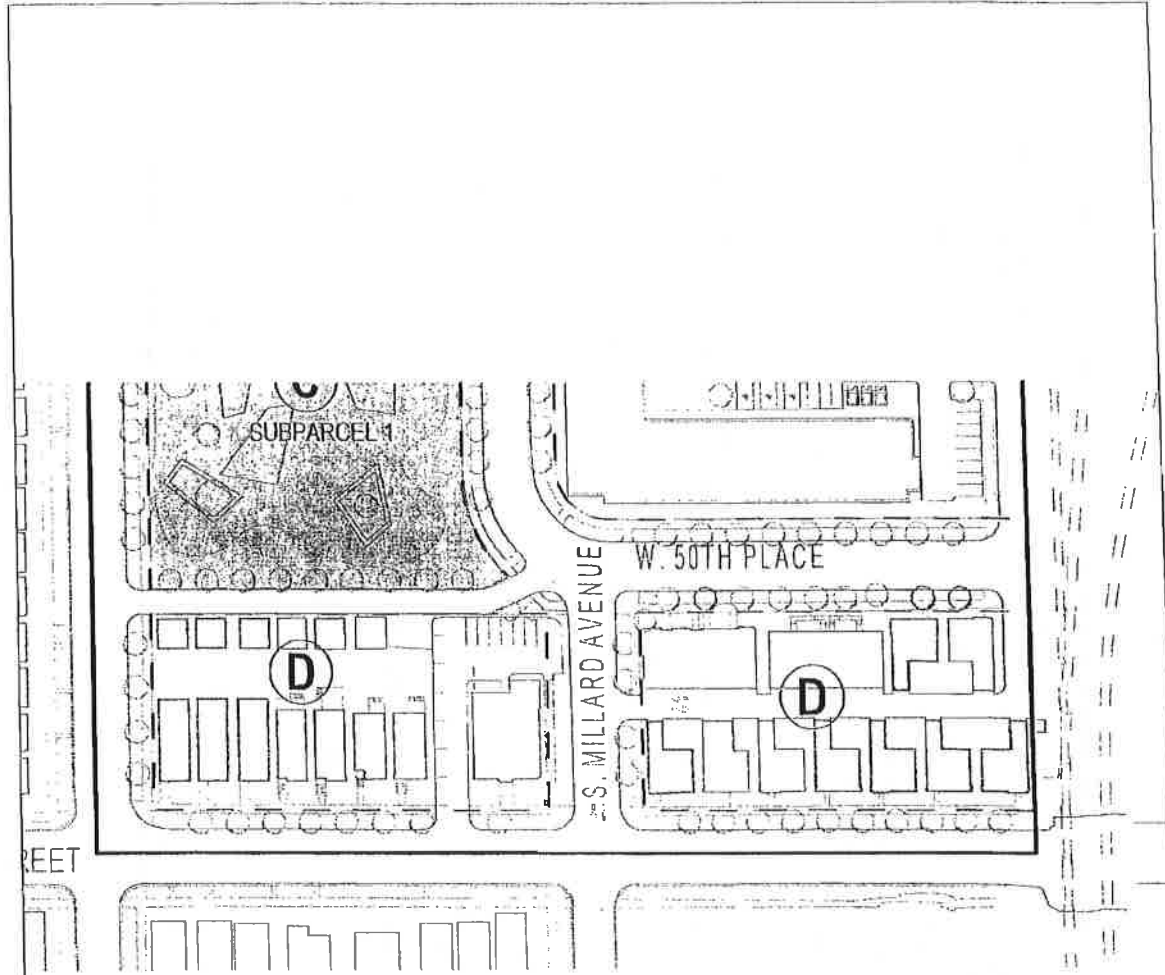 C
SUBPARCEL 1
W. 50TH PLACE
S. MILLARD AVENUE
D
D
REET